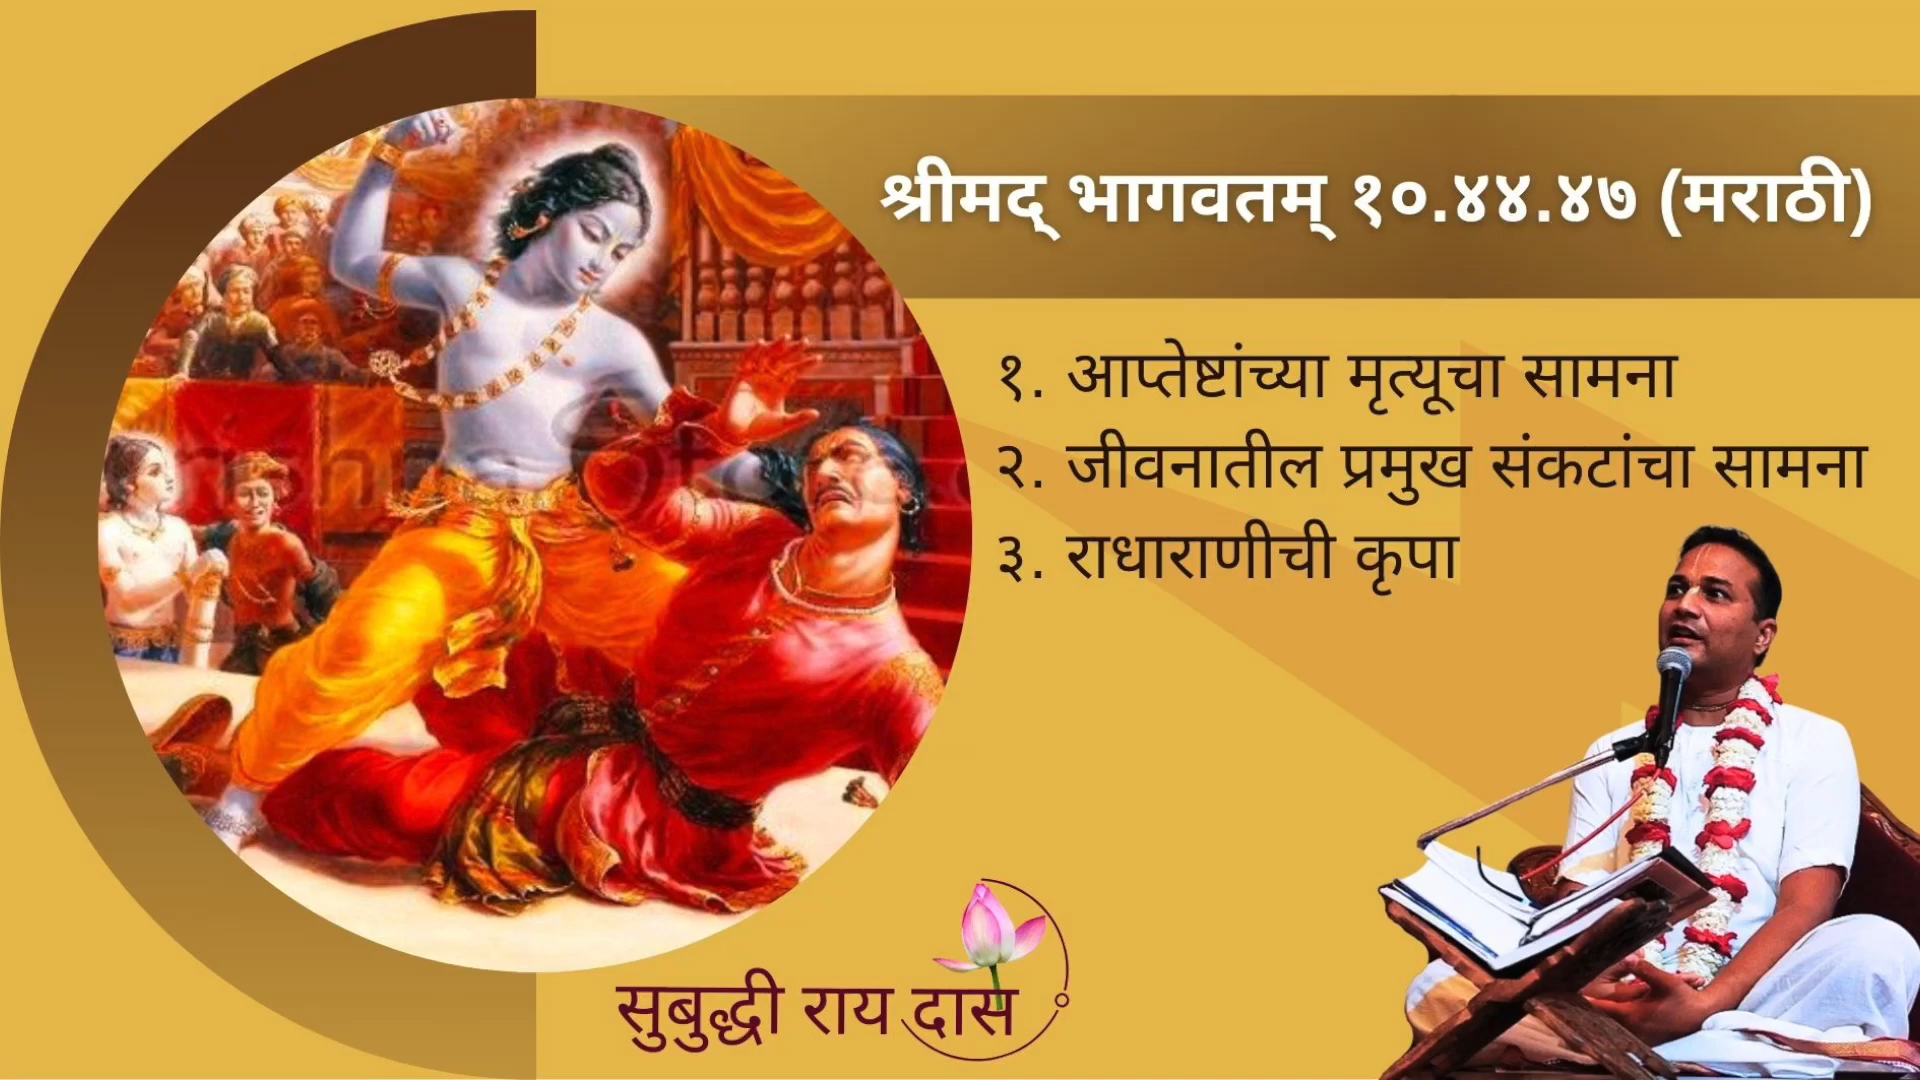 श्रीमद् भागवतम् १०.४४.४७ (मराठी)
१. आप्तेष्टांच्या मृत्यूचा सामना
२. जीवनातील प्रमुख संकटांचा सामना
३. राधाराणीची कृपा
सुबुद्धी राय दास